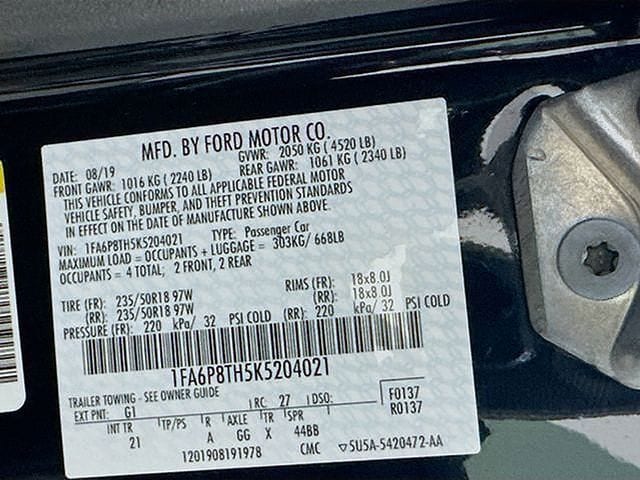 MFD. BY FORD MOTOR CO.
DATE: 08/19 GVWR: 2050 KG ( 4520 LB)
FRONT GAWR: 1016 KG ( 2240 LB) REAR GAWR: 1061 KG ( 2340 LB)
THIS VEHICLE CONFORMS TO ALL APPLICABLE FEDERAL MOTOR
VEHICLE SAFETY, BUMPER, AND THEFT PREVENTION STANDARDS
IN EFFECT ON THE DATE OF MANUFACTURE SHOWN ABOVE.
VIN: 1FA6P8TH5K5204021 TYPE: Passenger Car
MAXIMUM LOAD = OCCUPANTS + LUGGAGE = 303KG/ 668LB
OCCUPANTS = 4 TOTAL; 2 FRONT, 2 REAR
TIRE (FR): 235/50R18 97W RIMS (FR): 18x8.0J
(RR): 235/50R18 97W (RR): 18x8.0J
PRESSURE (FR): 220 kPa/ 32 PSI COLD (RR): 220 kPa/ 32 PSI COLD
1FA6P8TH5K5204021
TRAILER TOWING - SEE OWNER GUIDE
EXT PNT: G1 RC: 27 DSO: F0137
R0137
INT TR TP/PS R AXLE TR SPR
21 A GG X 44BB
1201908191978 CMC ▽5U5A-5420472-AA